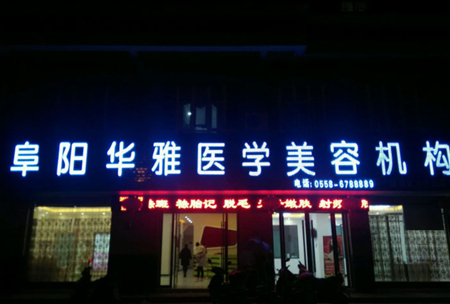 阜阳华雅医学美容机构
电话:0558-6788889
祛斑 祛胎记 脱毛 嫩肤 射频